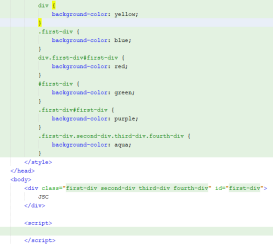 div {
background-color: yellow;
}
.first-div {
background-color: blue;
}
div.first-div#first-div {
background-color: red;
}
#first-div {
background-color: green;
}
.first-div#first-div {
background-color: purple;
}
.first-div.second-div.third-div.fourth-div {
background-color: aqua;
}
</style>
</head>
<body>
<div class="first-div second-div third-div fourth-div" id="first-div">
JSC
</div>
<script>
</script>